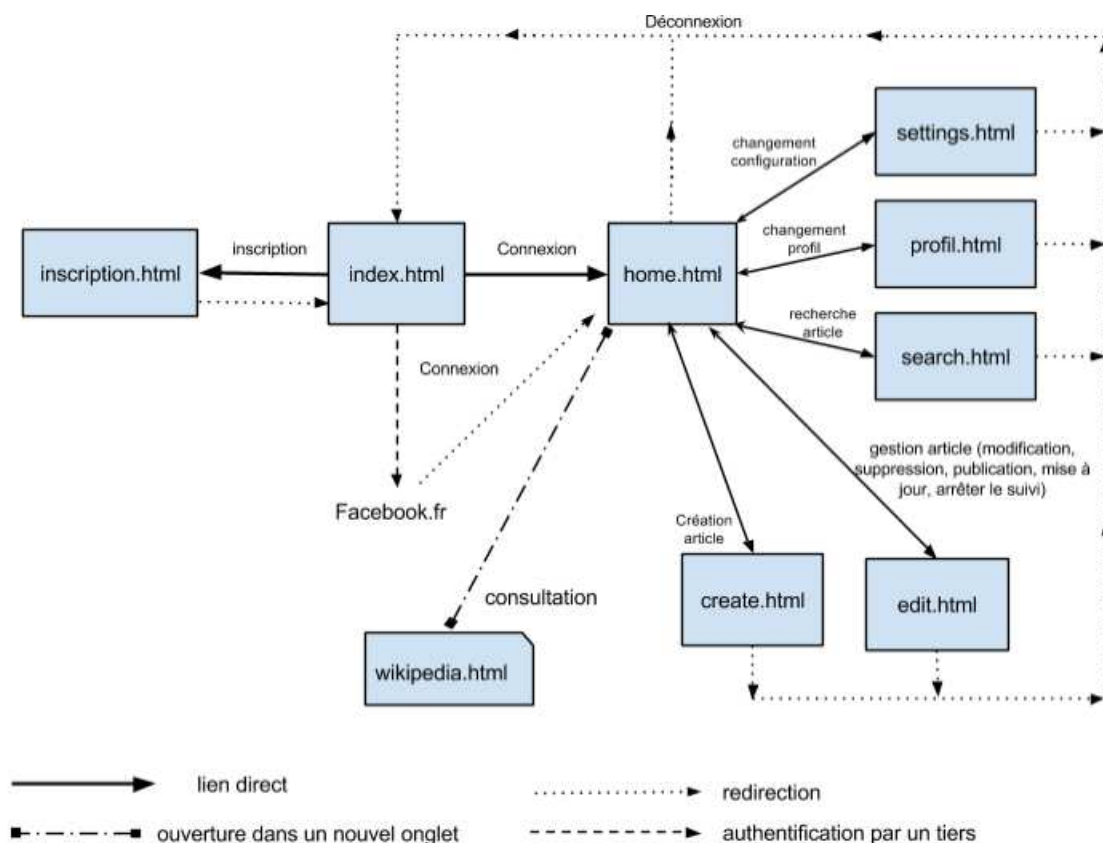 Déconnexion
settings.html
changement
configuration
inscription
Connexion
changement
profil
profil.html
inscription.html
index.html
home.html
recherche
article
search.html
Connexion
gestion article (modification,
suppression, publication, mise à
jour, arrêter le suivi)
Facebook.fr
Création
article
consultation
create.html
edit.html
wikipedia.html
lien direct
redirection
ouverture dans un nouvel onglet
authentification par un tiers